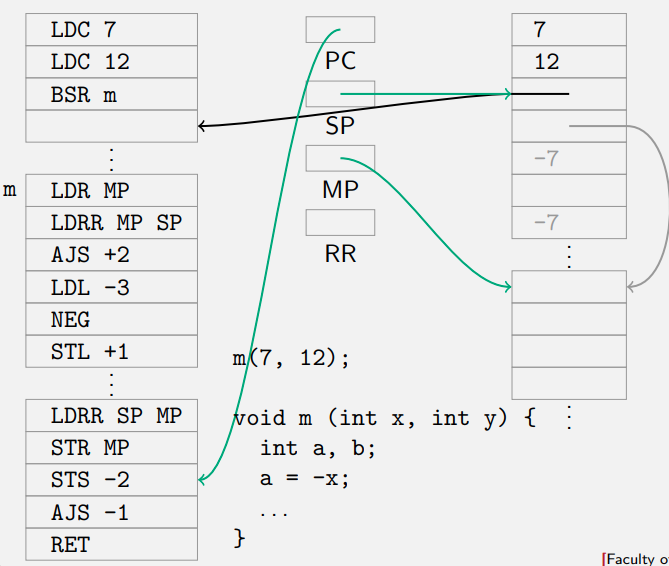 LDC 7
LDC 12
BSR m
m
LDR MP
LDRR MP SP
AJS +2
LDL -3
NEG
STL +1
LDRR SP MP
STR MP
STS -2
AJS -1
RET
PC
SP
MP
RR
m(7, 12);
void m (int x, int y) {
int a, b;
a = -x;
...
}
7
12
-7
-7
[Faculty of